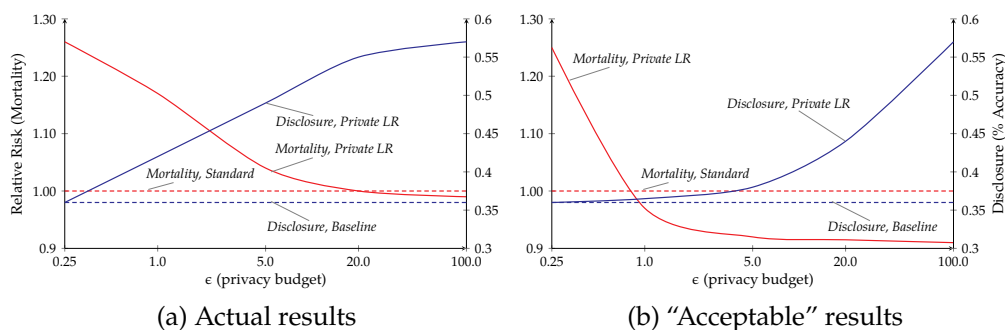 1.30
1.20
1.10
1.00
0.9
Relative Risk (Mortality)
0.6
0.55
0.5
0.45
0.4
0.35
0.3
Disclosure, Private LR
Mortality, Private LR
Mortality, Standard
Disclosure, Baseline
0.25 1.0 5.0 20.0 100.0
ϵ (privacy budget)
(a) Actual results
1.30
1.20
1.10
1.00
0.9
0.6
0.55
0.5
0.45
0.4
0.35
0.3
Disclosure (% Accuracy)
Mortality, Private LR
Disclosure, Private LR
Mortality, Standard
Disclosure, Baseline
0.25 1.0 5.0 20.0 100.0
ϵ (privacy budget)
(b) “Acceptable” results